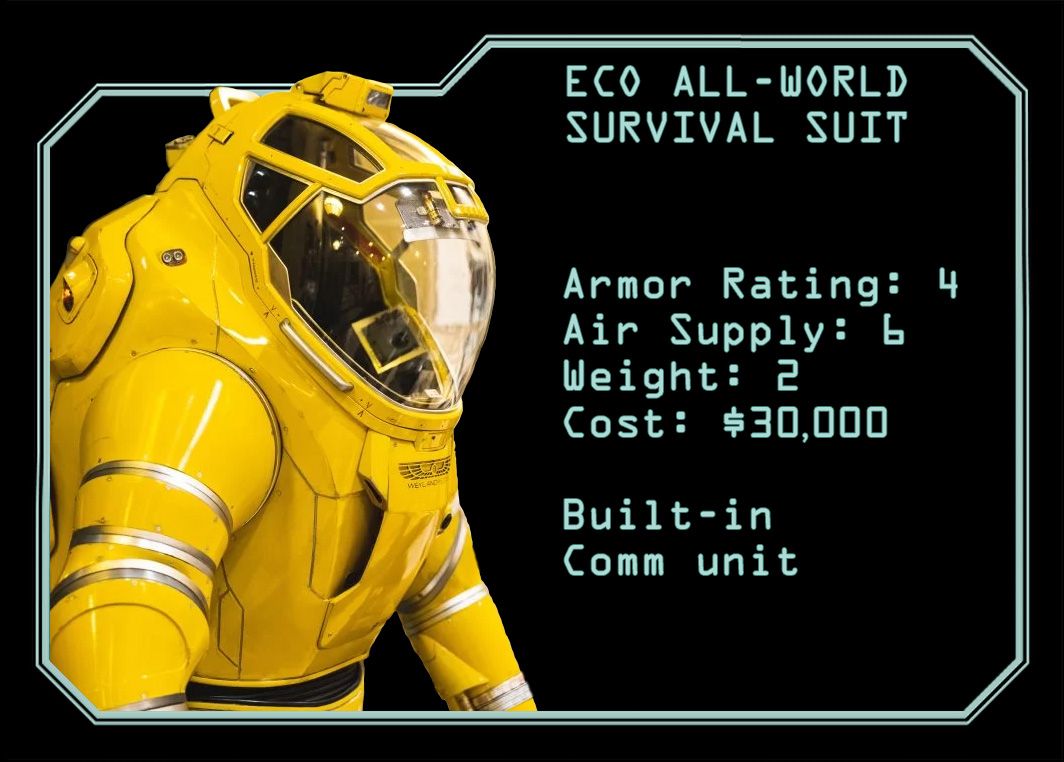 ECO ALL-WORLD
SURVIVAL SUIT
Armor Rating: 4
Air Supply: 6
Weight: 2
Cost: $30,000
Built-in
Comm unit